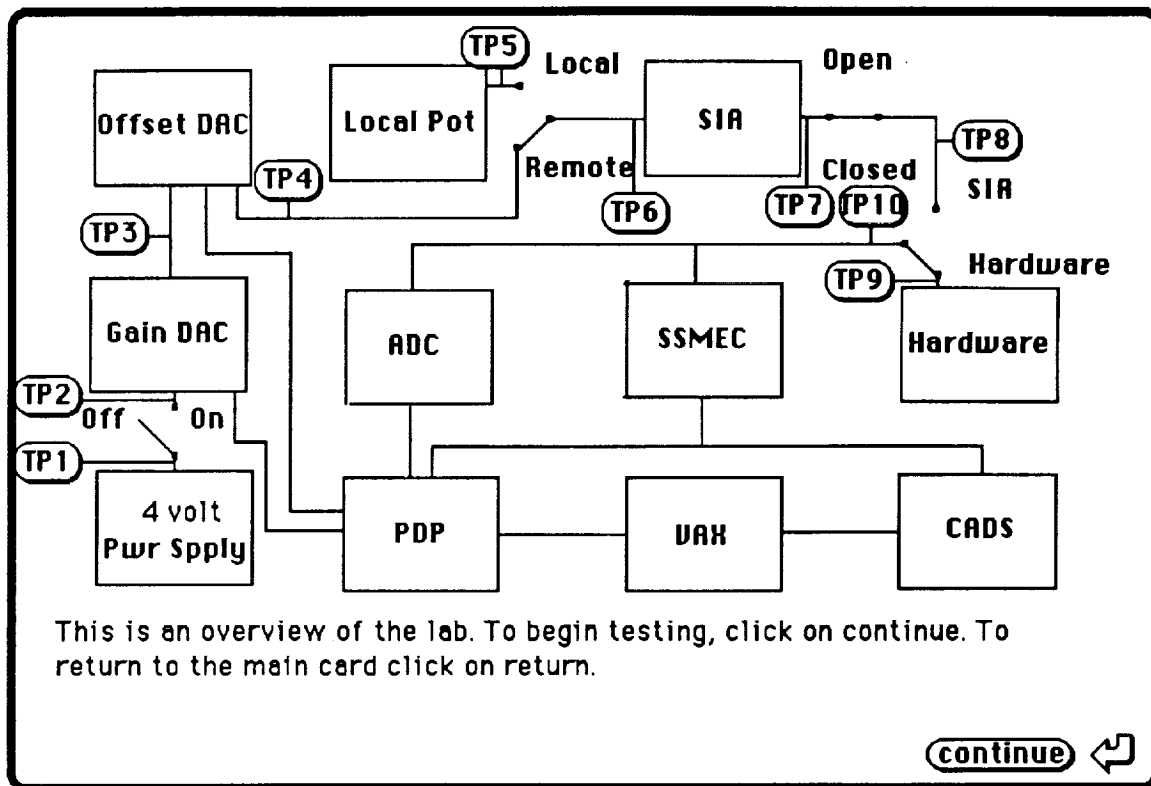 TP5
Local
Open
Offset DAC
Local Pot
SIA
TP8
Remote
Closed
SIA
TP4
TP6
TP7
TP10
TP3
Hardware
TP9
Gain DAC
ADC
SSMEC
Hardware
TP2
Off
On
TP1
4 volt
Pwr Spply
PDP
VAX
CADS
This is an overview of the lab. To begin testing, click on continue. To
return to the main card click on return.
continue